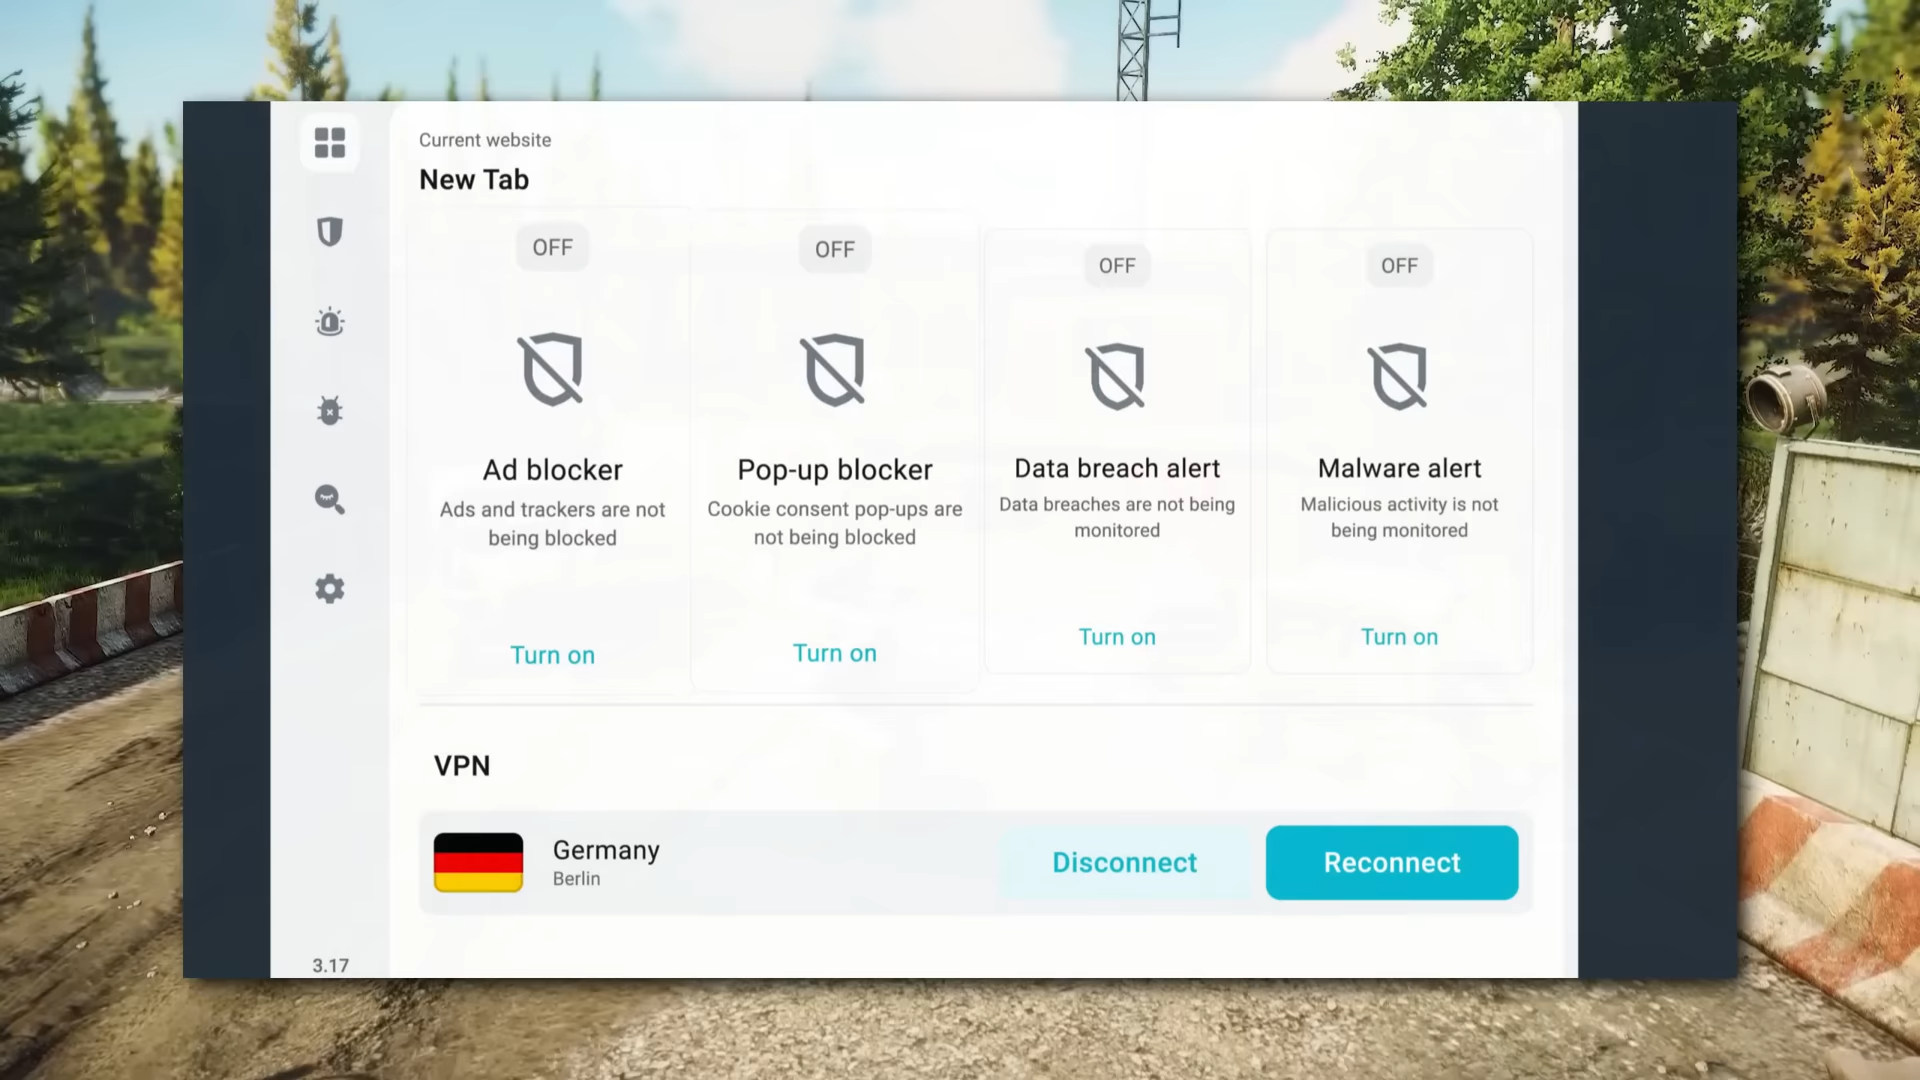 Current website
New Tab
OFF
OFF
OFF
OFF
Ad blocker
Ads and trackers are not
being blocked
Turn on
Pop-up blocker
Cookie consent pop-ups are
not being blocked
Turn on
Data breach alert
Data breaches are not being
monitored
Turn on
Malware alert
Malicious activity is not
being monitored
Turn on
VPN
Germany
Berlin
Disconnect
Reconnect
3.17